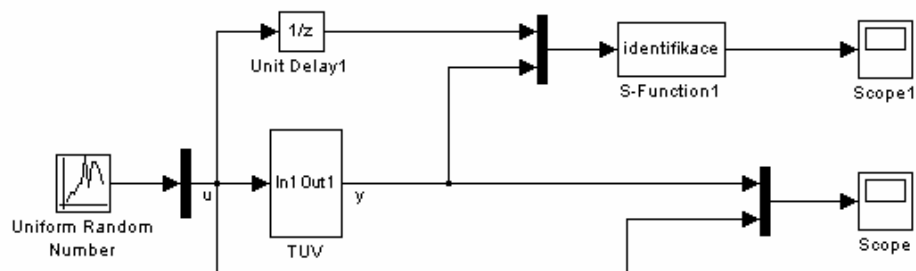 1/z
Unit Delay1
identifikace
S-Function1
Scope1
Uniform Random
Number
u
In1 Out1
TUV
y
Scope